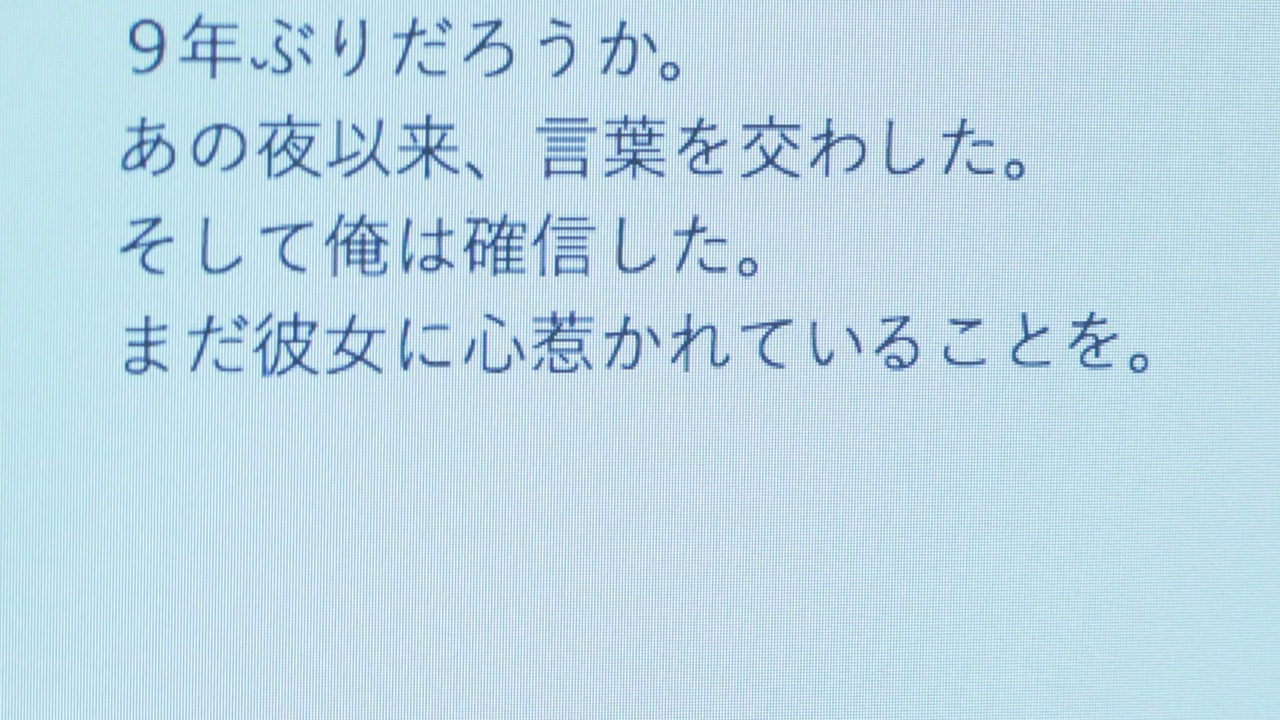 ９年ぶりだろうか。
あの夜以来、言葉を交わした。
そして俺は確信した。
まだ彼女に心惹かれていることを。